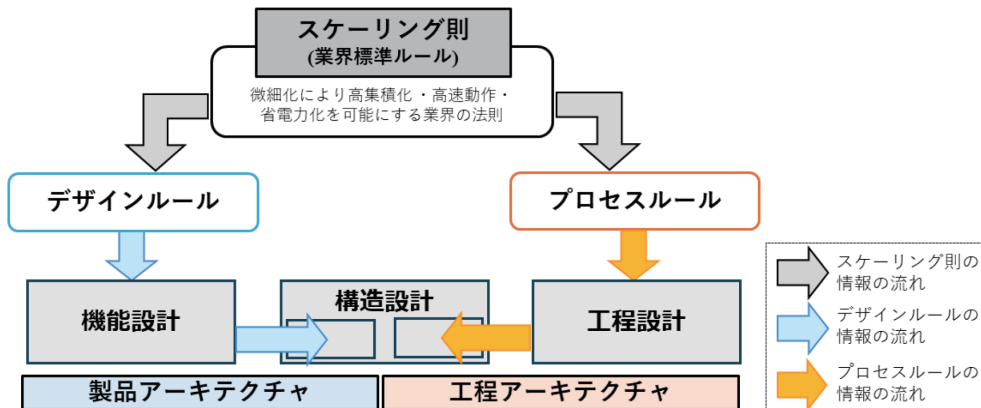 スケーリング則
(業界標準ルール)
微細化により高集積化・高速動作・
省電力化を可能にする業界の法則
デザインルール
プロセスルール
機能設計
構造設計
工程設計
製品アーキテクチャ
工程アーキテクチャ
スケーリング則の
情報の流れ
デザインルールの
情報の流れ
プロセスルールの
情報の流れ